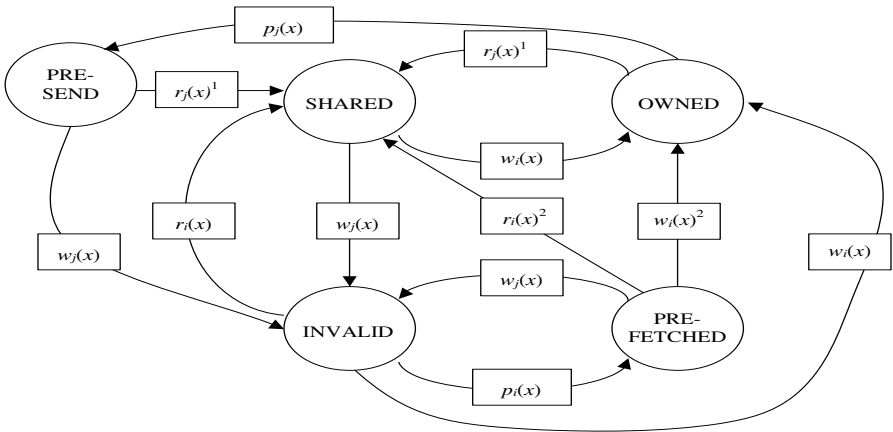 pj(x)
PRE-
SEND
rj(x)¹
rj(x)¹
SHARED
OWNED
wi(x)
ri(x)
wj(x)
ri(x)²
wi(x)²
wj(x)
wi(x)
wj(x)
INVALID
PRE-
FETCHED
pi(x)